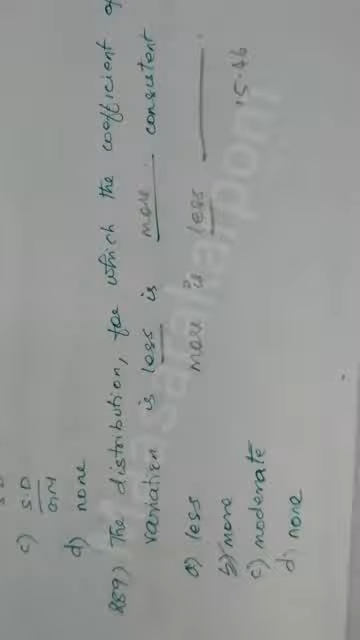 c) S.D
GM
d) none
889) The distribution, for which the coefficient of
variation is less is more consistent
more is less
a) less
b) more
15.46
c) moderate
d) none